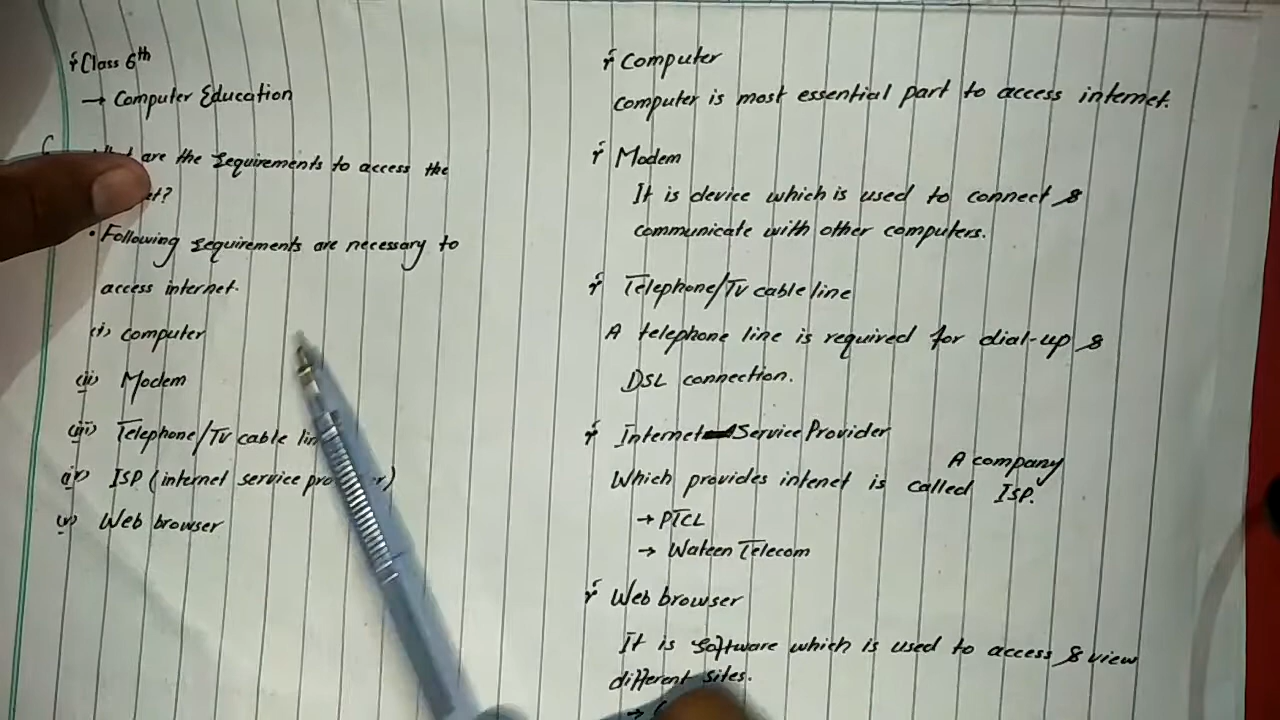 Class 6th
→ Computer Education
are the requirements to access the
Following requirements are necessary to
access internet.
(i) Computer
(ii) Modem
(iii) Telephone/TV cable
(iv) ISP (internet service
(v) Web browser
Computer
Computer is most essential part to access internet.
Modem
It is device which is used to connect &
communicate with other computers.
Telephone/TV cable line
A telephone line is required for dial-up &
DSL connection.
Internet Service Provider
A company
Which provides intenet is called ISP.
→ PTCL
→ Wateen Telecom
Web browser
It is software which is used to access & view
different sites.